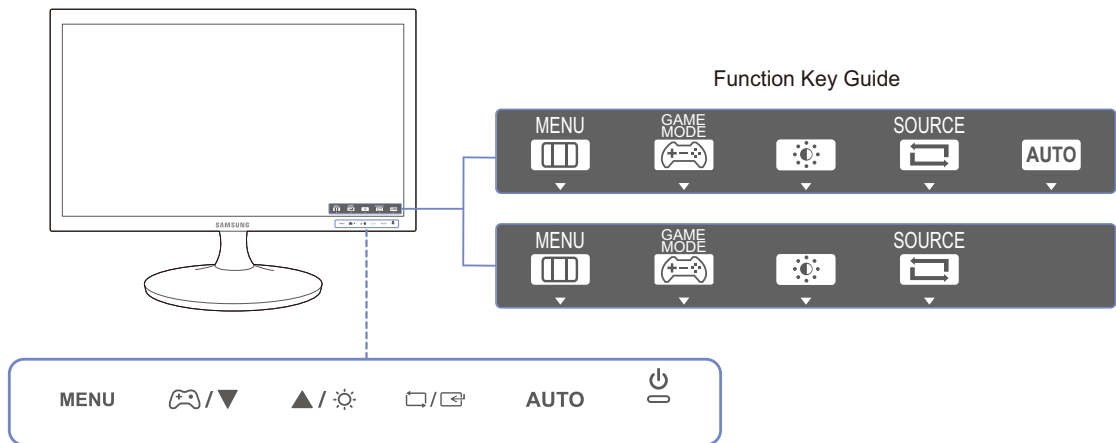 Function Key Guide
MENU
GAME
MODE
SOURCE
AUTO
SAMSUNG
MENU
GAME
MODE
SOURCE
MENU
/
/
/
AUTO